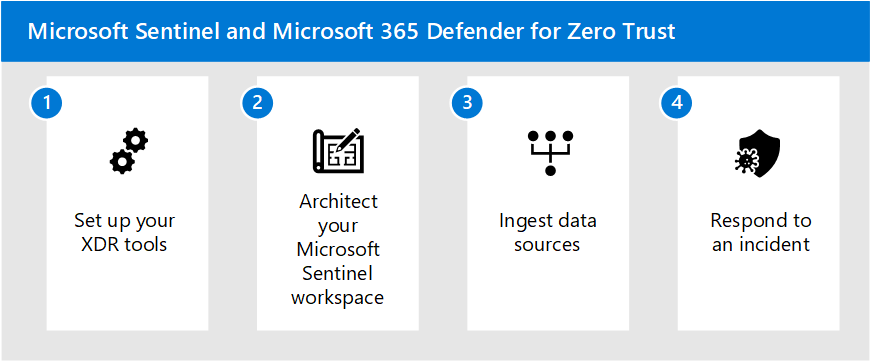 Microsoft Sentinel and Microsoft 365 Defender for Zero Trust
1
Set up your
XDR tools
2
Architect
your
Microsoft
Sentinel
workspace
3
Ingest data
sources
4
Respond to
an incident